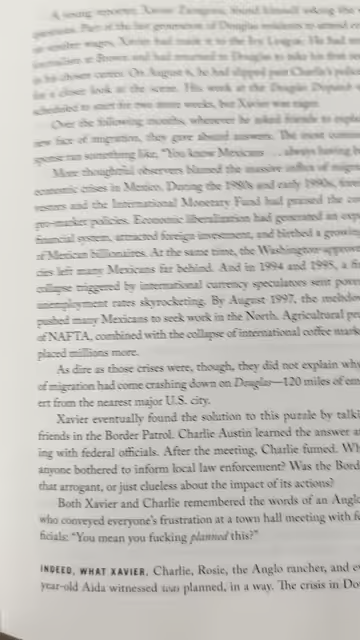 A young reporter, Xavier Zaragoza, found himself asking the
questions. Part of the last generation of Douglas residents to attend
smelter wages, Xavier had made it to the Ivy League. He had
journalism at Brown and had returned to Douglas to take his first
in his chosen career. On August 6, he had slipped past Charlie's
for a closer look at the scene. His work at the Douglas Dispatch
scheduled to start for two more weeks, but Xavier was eager.
Over the following months, whenever he asked friends to
new face of migration, they gave absurd answers. The most
sponse ran something like, "You know Mexicans . . . always having
More thoughtful observers blamed the massive influx of
economic crises in Mexico. During the 1980s and early 1990s,
vestors and the International Monetary Fund had praised the
pro-market policies. Economic liberalization had generated an
financial system, attracted foreign investment, and birthed a growing
of Mexican billionaires. At the same time, the Washington-approved
cies left many Mexicans far behind. And in 1994 and 1995, a
collapse triggered by international currency speculators sent
unemployment rates skyrocketing. By August 1997, the
pushed many Mexicans to seek work in the North. Agricultural
of NAFTA, combined with the collapse of international coffee
placed millions more.
As dire as those crises were, though, they did not explain why
of migration had come crashing down on Douglas—120 miles of
ert from the nearest major U.S. city.
Xavier eventually found the solution to this puzzle by
friends in the Border Patrol. Charlie Austin learned the answer
ing with federal officials. After the meeting, Charlie fumed.
anyone bothered to inform local law enforcement? Was the
that arrogant, or just clueless about the impact of its actions?
Both Xavier and Charlie remembered the words of an Anglo
who conveyed everyone's frustration at a town hall meeting with
ficials: "You mean you fucking planned this?"
INDEED, WHAT XAVIER, Charlie, Rosie, the Anglo rancher, and
year-old Aida witnessed was planned, in a way. The crisis in